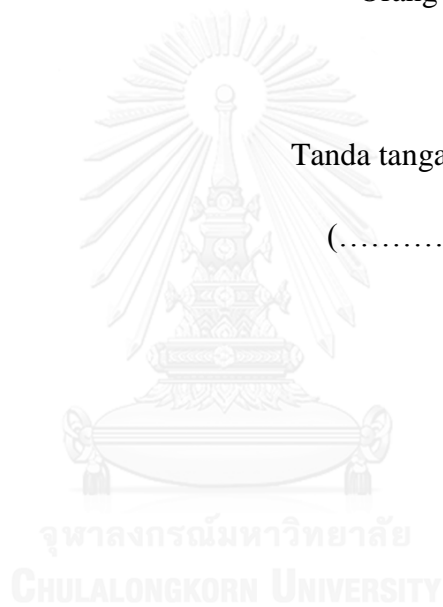 Orang
Tanda tanga
(..........
จุฬาลงกรณ์มหาวิทยาลัย
CHULALONGKORN UNIVERSITY